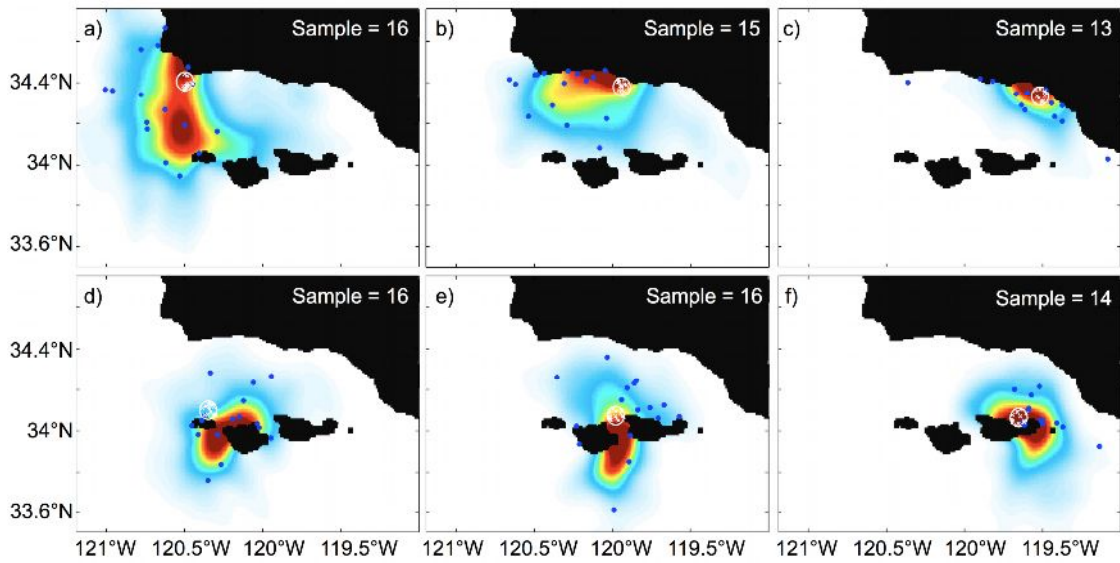 a) Sample = 16 b) Sample = 15 c) Sample = 13
34.4°N
34°N
33.6°N
d) Sample = 16 e) Sample = 16 f) Sample = 14
34.4°N
34°N
33.6°N
121°W 120.5°W 120°W 119.5°W 121°W 120.5°W 120°W 119.5°W 121°W 120.5°W 120°W 119.5°W